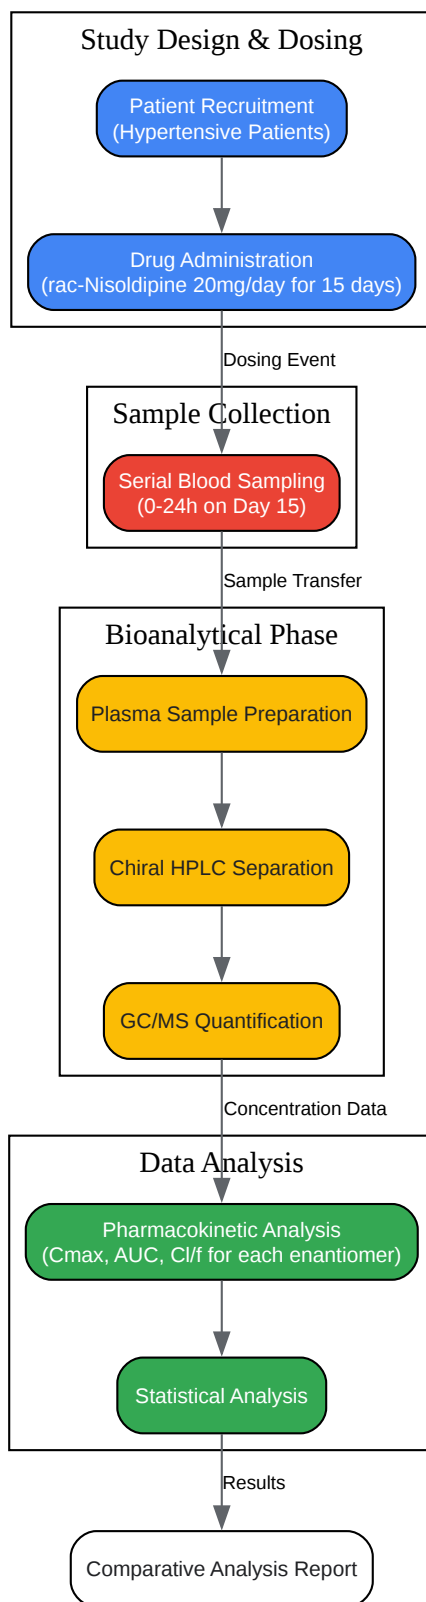 Study Design & Dosing
Patient Recruitment
(Hypertensive Patients)
Drug Administration
(rac-Nisoldipine 20mg/day for 15 days)
Dosing Event
Sample Collection
Serial Blood Sampling
(0-24h on Day 15)
Sample Transfer
Bioanalytical Phase
Plasma Sample Preparation
Chiral HPLC Separation
GC/MS Quantification
Concentration Data
Data Analysis
Pharmacokinetic Analysis
(Cmax, AUC, Cl/f for each enantiomer)
Statistical Analysis
Results
Comparative Analysis Report